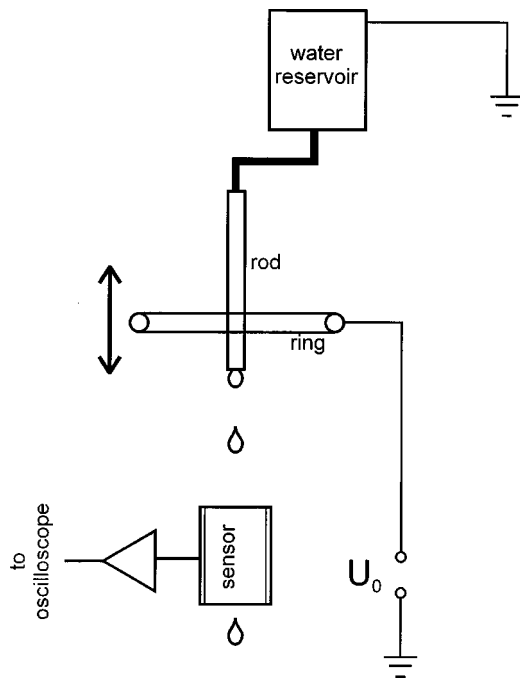 water
reservoir
rod
ring
to
oscilloscope
sensor
U₀